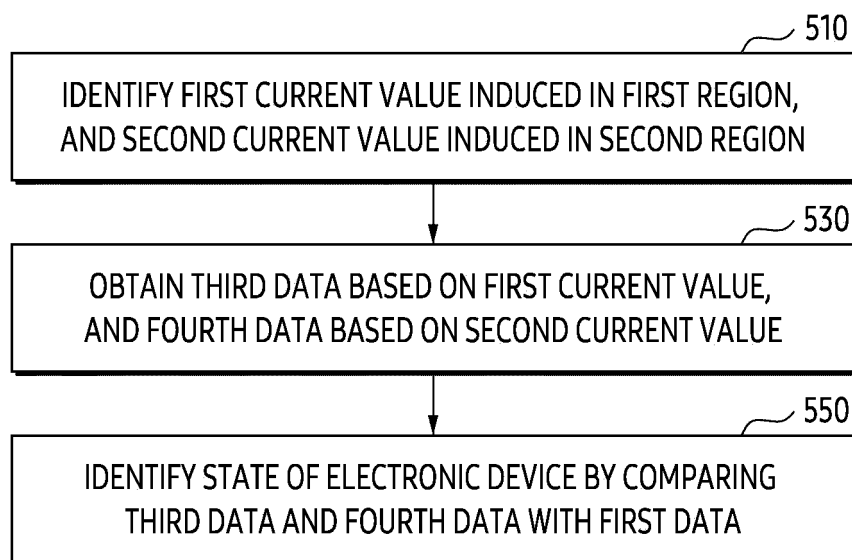 510
IDENTIFY FIRST CURRENT VALUE INDUCED IN FIRST REGION,
AND SECOND CURRENT VALUE INDUCED IN SECOND REGION
530
OBTAIN THIRD DATA BASED ON FIRST CURRENT VALUE,
AND FOURTH DATA BASED ON SECOND CURRENT VALUE
550
IDENTIFY STATE OF ELECTRONIC DEVICE BY COMPARING
THIRD DATA AND FOURTH DATA WITH FIRST DATA